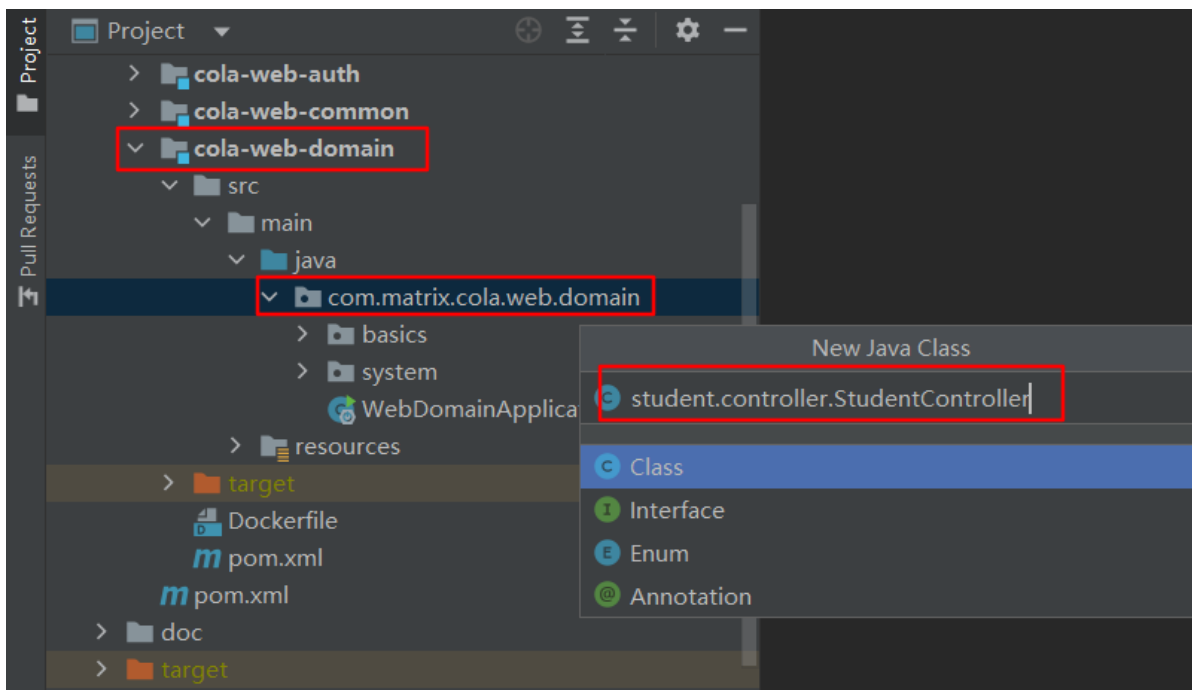 Project
Project
Pull Requests
cola-web-auth
cola-web-common
cola-web-domain
src
main
java
com.matrix.cola.web.domain
basics
system
WebDomainApplica
resources
target
Dockerfile
pom.xml
pom.xml
doc
target
New Java Class
student.controller.StudentController
Class
Interface
Enum
Annotation